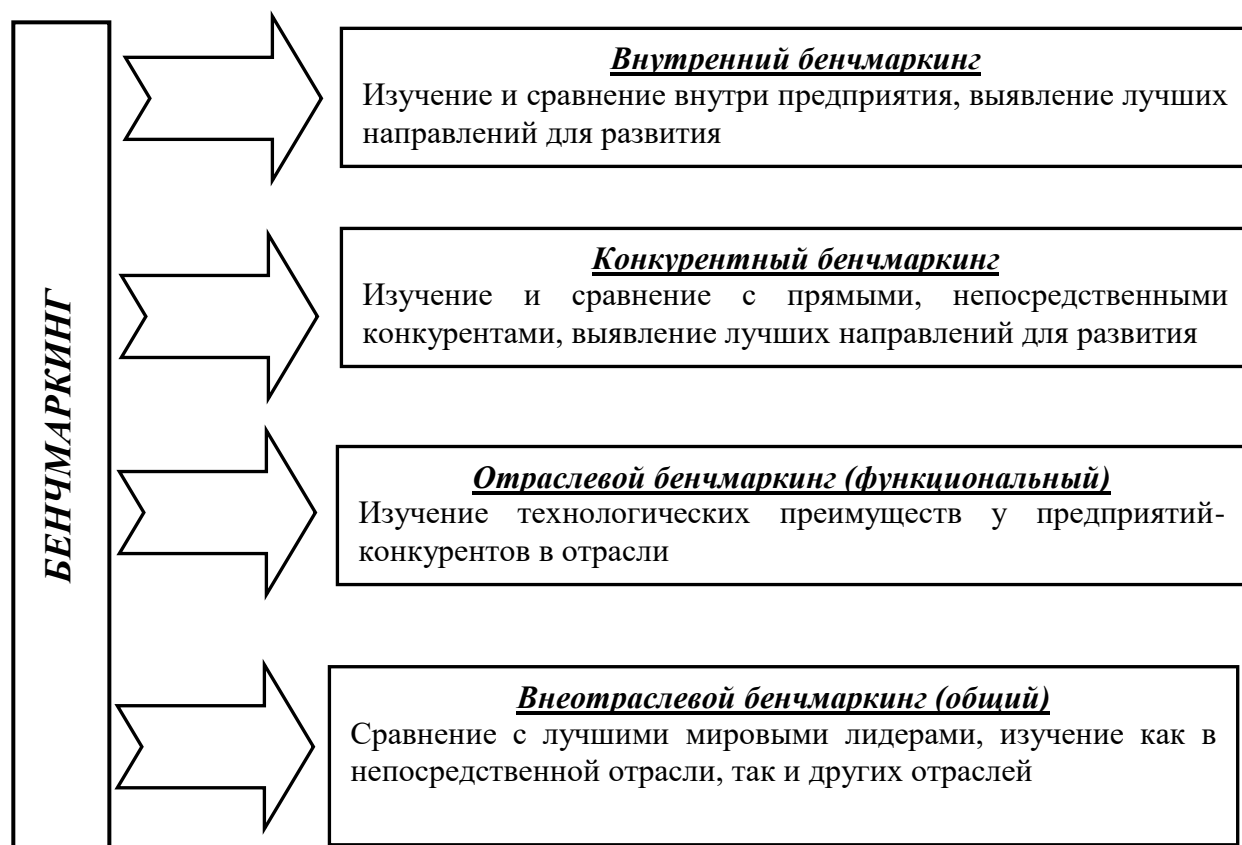 БЕНЧМАРКИНГ
Внутренний бенчмаркинг
Изучение и сравнение внутри предприятия, выявление лучших
направлений для развития
Конкурентный бенчмаркинг
Изучение и сравнение с прямыми, непосредственными
конкурентами, выявление лучших направлений для развития
Отраслевой бенчмаркинг (функциональный)
Изучение технологических преимуществ у предприятий-
конкурентов в отрасли
Внеотраслевой бенчмаркинг (общий)
Сравнение с лучшими мировыми лидерами, изучение как в
непосредственной отрасли, так и других отраслей